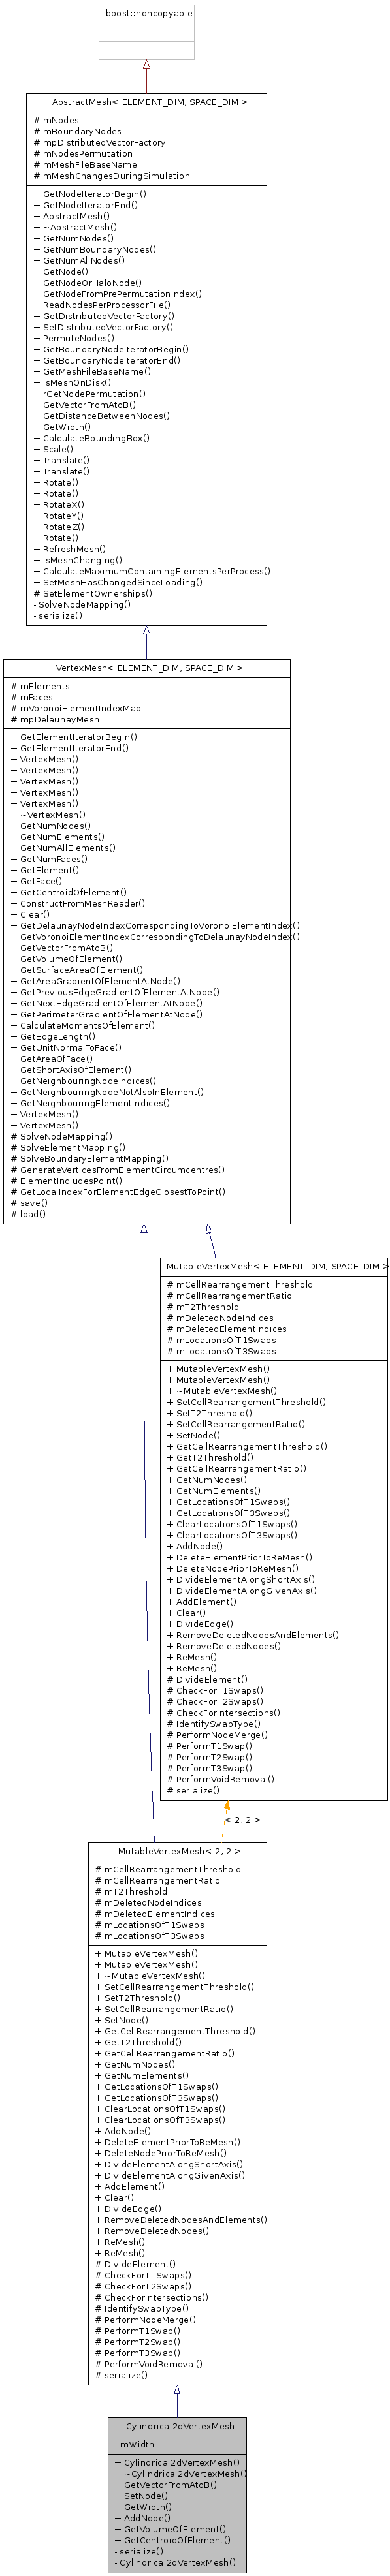 boost::noncopyable
AbstractMesh< ELEMENT_DIM, SPACE_DIM >
# mNodes
# mBoundaryNodes
# mpDistributedVectorFactory
# mNodesPermutation
# mMeshFileBaseName
# mMeshChangesDuringSimulation
+ GetNodeIteratorBegin()
+ GetNodeIteratorEnd()
+ AbstractMesh()
+ ~AbstractMesh()
+ GetNumNodes()
+ GetNumBoundaryNodes()
+ GetNumAllNodes()
+ GetNode()
+ GetNodeOrHaloNode()
+ GetNodeFromPrePermutationIndex()
+ ReadNodesPerProcessorFile()
+ GetDistributedVectorFactory()
+ SetDistributedVectorFactory()
+ PermuteNodes()
+ GetBoundaryNodeIteratorBegin()
+ GetBoundaryNodeIteratorEnd()
+ GetMeshFileBaseName()
+ IsMeshOnDisk()
+ rGetNodePermutation()
+ GetVectorFromAtoB()
+ GetDistanceBetweenNodes()
+ GetWidth()
+ CalculateBoundingBox()
+ Scale()
+ Translate()
+ Translate()
+ Rotate()
+ Rotate()
+ RotateX()
+ RotateY()
+ RotateZ()
+ Rotate()
+ RefreshMesh()
+ IsMeshChanging()
+ CalculateMaximumContainingElementsPerProcess()
+ SetMeshHasChangedSinceLoading()
# SetElementOwnerships()
- SolveNodeMapping()
- serialize()
VertexMesh< ELEMENT_DIM, SPACE_DIM >
# mElements
# mFaces
# mVoronoiElementIndexMap
# mpDelaunayMesh
+ GetElementIteratorBegin()
+ GetElementIteratorEnd()
+ VertexMesh()
+ VertexMesh()
+ VertexMesh()
+ VertexMesh()
+ VertexMesh()
+ ~VertexMesh()
+ GetNumNodes()
+ GetNumElements()
+ GetNumAllElements()
+ GetNumFaces()
+ GetElement()
+ GetFace()
+ GetCentroidOfElement()
+ ConstructFromMeshReader()
+ Clear()
+ GetDelaunayNodeIndexCorrespondingToVoronoiElementIndex()
+ GetVoronoiElementIndexCorrespondingToDelaunayNodeIndex()
+ GetVectorFromAtoB()
+ GetVolumeOfElement()
+ GetSurfaceAreaOfElement()
+ GetAreaGradientOfElementAtNode()
+ GetPreviousEdgeGradientOfElementAtNode()
+ GetNextEdgeGradientOfElementAtNode()
+ GetPerimeterGradientOfElementAtNode()
+ CalculateMomentsOfElement()
+ GetEdgeLength()
+ GetUnitNormalToFace()
+ GetAreaOfFace()
+ GetShortAxisOfElement()
+ GetNeighbouringNodeIndices()
+ GetNeighbouringNodeNotAlsoInElement()
+ GetNeighbouringElementIndices()
+ VertexMesh()
+ VertexMesh()
# SolveNodeMapping()
# SolveElementMapping()
# SolveBoundaryElementMapping()
# GenerateVerticesFromElementCircumcentres()
# ElementIncludesPoint()
# GetLocalIndexForElementEdgeClosestToPoint()
# save()
# load()
MutableVertexMesh< ELEMENT_DIM, SPACE_DIM >
# mCellRearrangementThreshold
# mCellRearrangementRatio
# mT2Threshold
# mDeletedNodeIndices
# mDeletedElementIndices
# mLocationsOfT1Swaps
# mLocationsOfT3Swaps
+ MutableVertexMesh()
+ MutableVertexMesh()
+ ~MutableVertexMesh()
+ SetCellRearrangementThreshold()
+ SetT2Threshold()
+ SetCellRearrangementRatio()
+ SetNode()
+ GetCellRearrangementThreshold()
+ GetT2Threshold()
+ GetCellRearrangementRatio()
+ GetNumNodes()
+ GetNumElements()
+ GetLocationsOfT1Swaps()
+ GetLocationsOfT3Swaps()
+ ClearLocationsOfT1Swaps()
+ ClearLocationsOfT3Swaps()
+ AddNode()
+ DeleteElementPriorToReMesh()
+ DeleteNodePriorToReMesh()
+ DivideElementAlongShortAxis()
+ DivideElementAlongGivenAxis()
+ AddElement()
+ Clear()
+ DivideEdge()
+ RemoveDeletedNodesAndElements()
+ RemoveDeletedNodes()
+ ReMesh()
+ ReMesh()
# DivideElement()
# CheckForT1Swaps()
# CheckForT2Swaps()
# CheckForIntersections()
# IdentifySwapType()
# PerformNodeMerge()
# PerformT1Swap()
# PerformT2Swap()
# PerformT3Swap()
# PerformVoidRemoval()
# serialize()
< 2, 2 >
MutableVertexMesh< 2, 2 >
# mCellRearrangementThreshold
# mCellRearrangementRatio
# mT2Threshold
# mDeletedNodeIndices
# mDeletedElementIndices
# mLocationsOfT1Swaps
# mLocationsOfT3Swaps
+ MutableVertexMesh()
+ MutableVertexMesh()
+ ~MutableVertexMesh()
+ SetCellRearrangementThreshold()
+ SetT2Threshold()
+ SetCellRearrangementRatio()
+ SetNode()
+ GetCellRearrangementThreshold()
+ GetT2Threshold()
+ GetCellRearrangementRatio()
+ GetNumNodes()
+ GetNumElements()
+ GetLocationsOfT1Swaps()
+ GetLocationsOfT3Swaps()
+ ClearLocationsOfT1Swaps()
+ ClearLocationsOfT3Swaps()
+ AddNode()
+ DeleteElementPriorToReMesh()
+ DeleteNodePriorToReMesh()
+ DivideElementAlongShortAxis()
+ DivideElementAlongGivenAxis()
+ AddElement()
+ Clear()
+ DivideEdge()
+ RemoveDeletedNodesAndElements()
+ RemoveDeletedNodes()
+ ReMesh()
+ ReMesh()
# DivideElement()
# CheckForT1Swaps()
# CheckForT2Swaps()
# CheckForIntersections()
# IdentifySwapType()
# PerformNodeMerge()
# PerformT1Swap()
# PerformT2Swap()
# PerformT3Swap()
# PerformVoidRemoval()
# serialize()
Cylindrical2dVertexMesh
- mWidth
+ Cylindrical2dVertexMesh()
+ ~Cylindrical2dVertexMesh()
+ GetVectorFromAtoB()
+ SetNode()
+ GetWidth()
+ AddNode()
+ GetVolumeOfElement()
+ GetCentroidOfElement()
- serialize()
- Cylindrical2dVertexMesh()